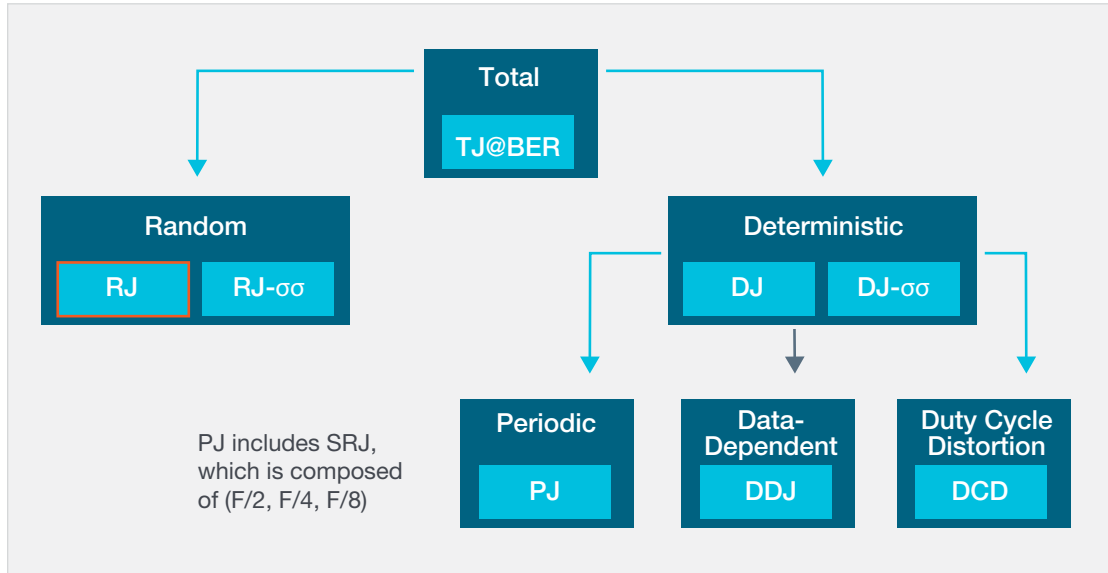 Total
TJ@BER
Random
RJ
RJ-σσ
Deterministic
DJ
DJ-σσ
Periodic
PJ
Data-
Dependent
DDJ
Duty Cycle
Distortion
DCD
PJ includes SRJ,
which is composed
of (F/2, F/4, F/8)